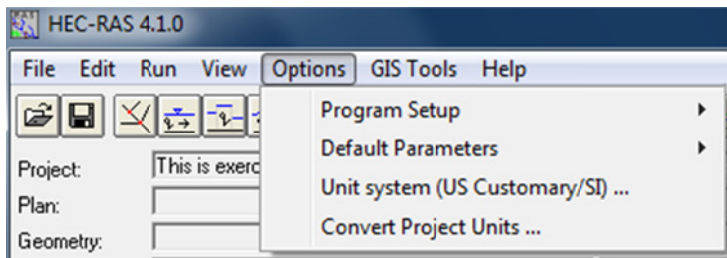 HEC-RAS 4.1.0
File Edit Run View Options GIS Tools Help
Program Setup
Default Parameters
Unit system (US Customary/SI) ...
Convert Project Units ...
Project: This is exerc
Plan:
Geometry: